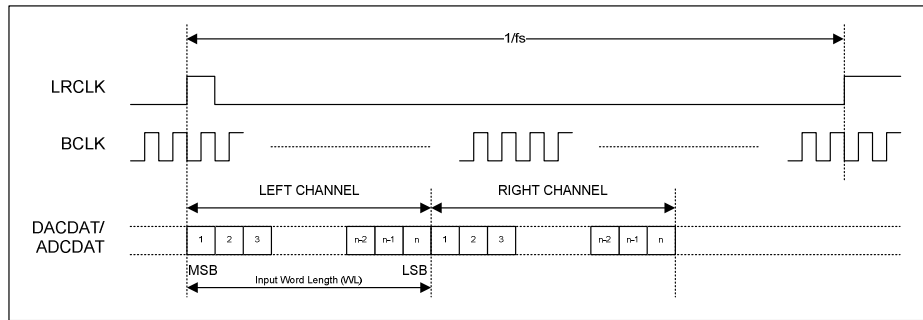 1/fs
LRCLK
BCLK
LEFT CHANNEL RIGHT CHANNEL
DACDAT/
ADCDAT
1 2 3 n-2 n-1 n 1 2 3 n-2 n-1 n
MSB LSB
Input Word Length (WL)